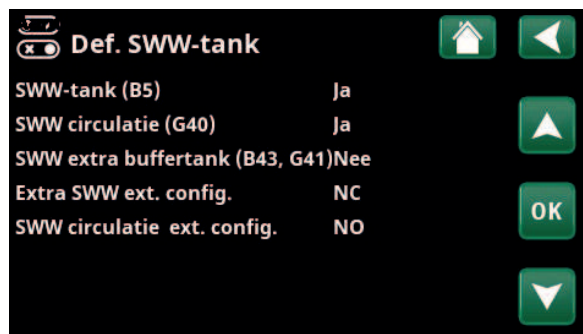 Def. SWW-tank
SWW-tank (B5) Ja
SWW circulatie (G40) Ja
SWW extra buffertank (B43, G41)Nee
Extra SWW ext. config. NC
SWW circulatie ext. config. NO
OK